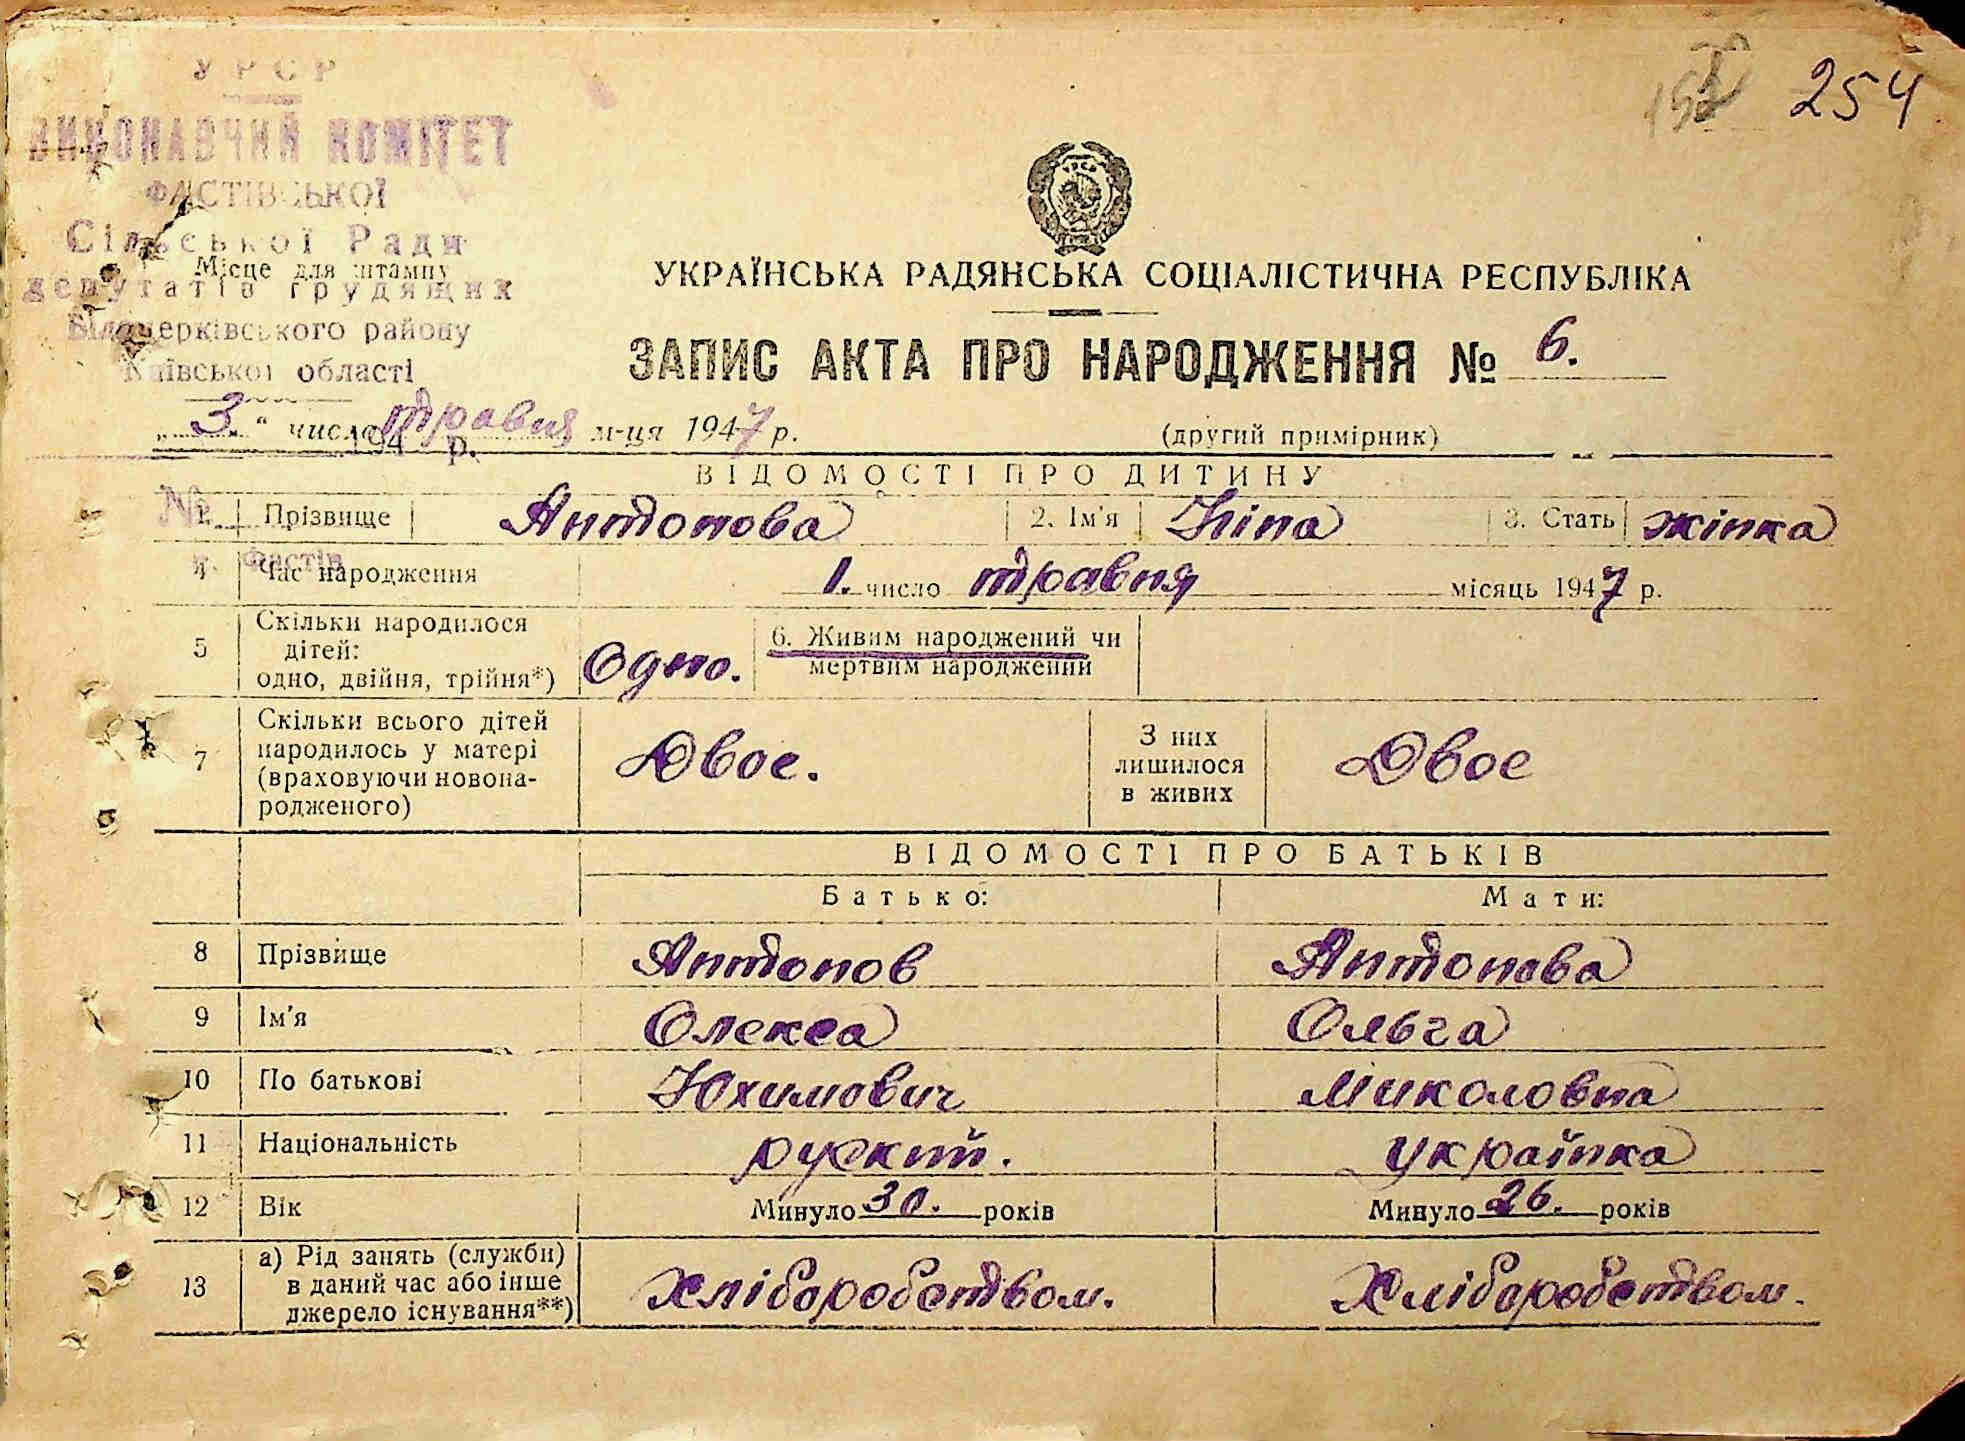 УРСР
ВИКОНАВЧИЙ КОМІТЕТ
ФАСТІВСЬКОЇ
Сільської Ради
депутатів трудящих
Білоцерківського району
Київської області
194 р.
№
с. Фастів
Місце для штампу
254
УКРАЇНСЬКА РАДЯНСЬКА СОЦІАЛІСТИЧНА РЕСПУБЛІКА
ЗАПИС АКТА ПРО НАРОДЖЕННЯ № 6.
„3“ число травня м-ця 1947 р.
(другий примірник)
ВІДОМОСТІ ПРО ДИТИНУ
1. Прізвище Антонова 2. Ім'я Ніна 3. Стать жінка
4 Час народження 1. число травня місяць 1947 р.
5 Скільки народилося дітей: одно, двійня, трійня*) Одно. 6. Живим народжений чи мертвим народжений
7 Скільки всього дітей народилось у матері (враховуючи новонародженого) Двоє. З них лишилося в живих Двоє
ВІДОМОСТІ ПРО БАТЬКІВ
Батько: Мати:
8 Прізвище Антонов Антонова
9 Ім'я Олекса Ольга
10 По батькові Юхимович Миколовна
11 Національність руский. українка
12 Вік Минуло 30. років Минуло 26. років
13 а) Рід занять (служби) в даний час або інше джерело існування**) Хліборобством. Хліборобством.